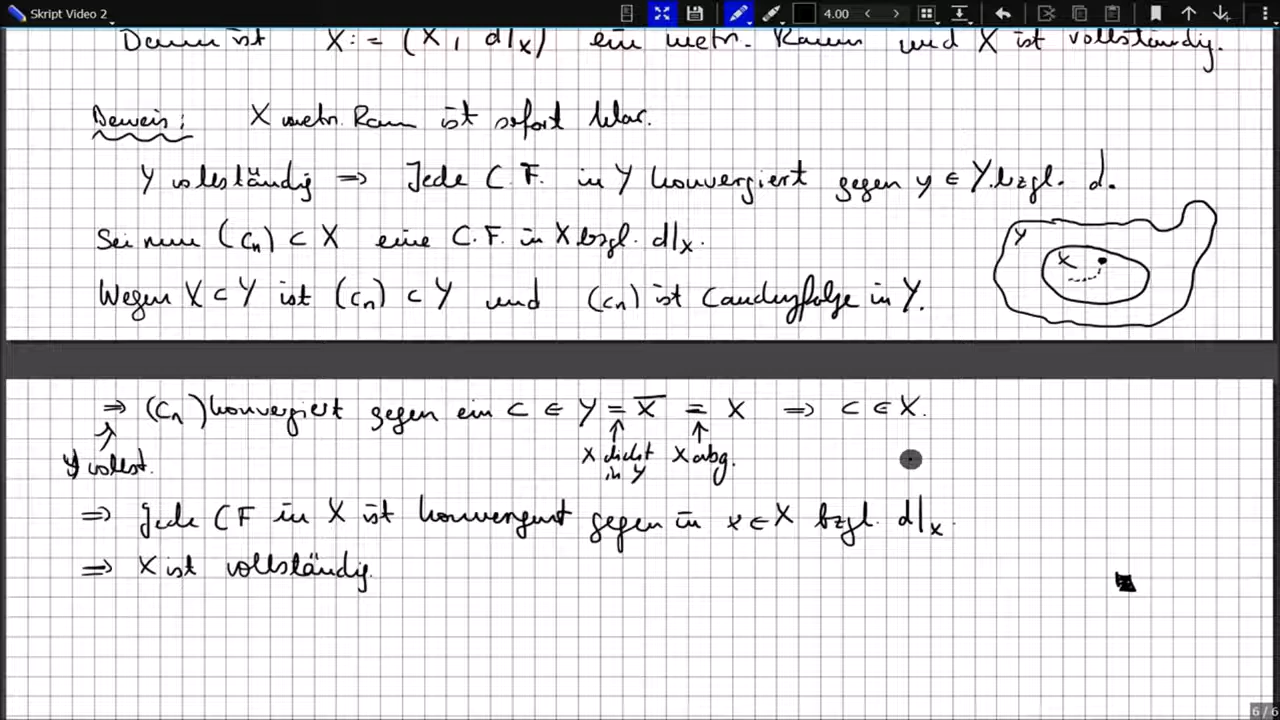 Skript Video 2
4.00
Dann ist X := (X, d|x) ein metr. Raum und X ist vollständig.
Beweis: X metr. Raum ist sofort klar.
Y vollständig ⇒ Jede C.F. in Y konvergiert gegen y ∈ Y bzgl. d.
Sei nun (cn) ⊂ X eine C.F. in X bzgl. d|x.
Y
X
Wegen X ⊂ Y ist (cn) ⊂ Y und (cn) ist Cauchyfolge in Y.
⇒ (cn) konvergiert gegen ein c ∈ Y = X̅ = X ⇒ c ∈ X.
↑ ↑ ↑
Y vollst. X dicht X abg.
in Y
⇒ Jede CF in X ist konvergent gegen in x ∈ X bzgl. d|x.
⇒ X ist vollständig.
6 / 6